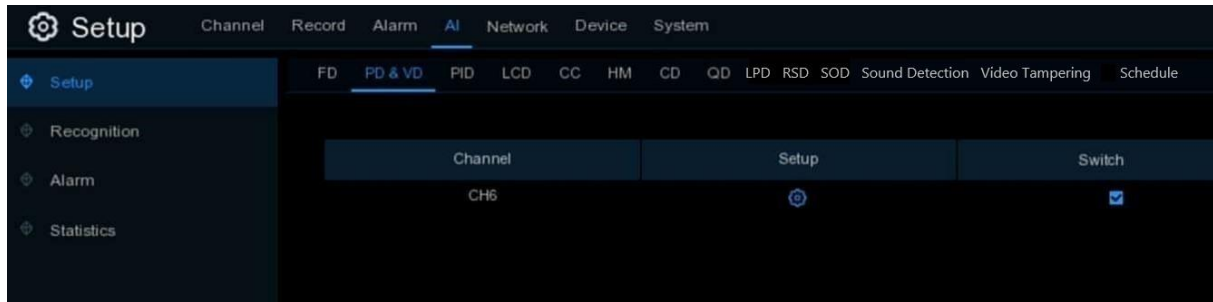 Setup Channel Record Alarm AI Network Device System
Setup FD PD & VD PID LCD CC HM CD QD LPD RSD SOD Sound Detection Video Tampering Schedule
Recognition
Channel Setup Switch
Alarm
CH6
Statistics